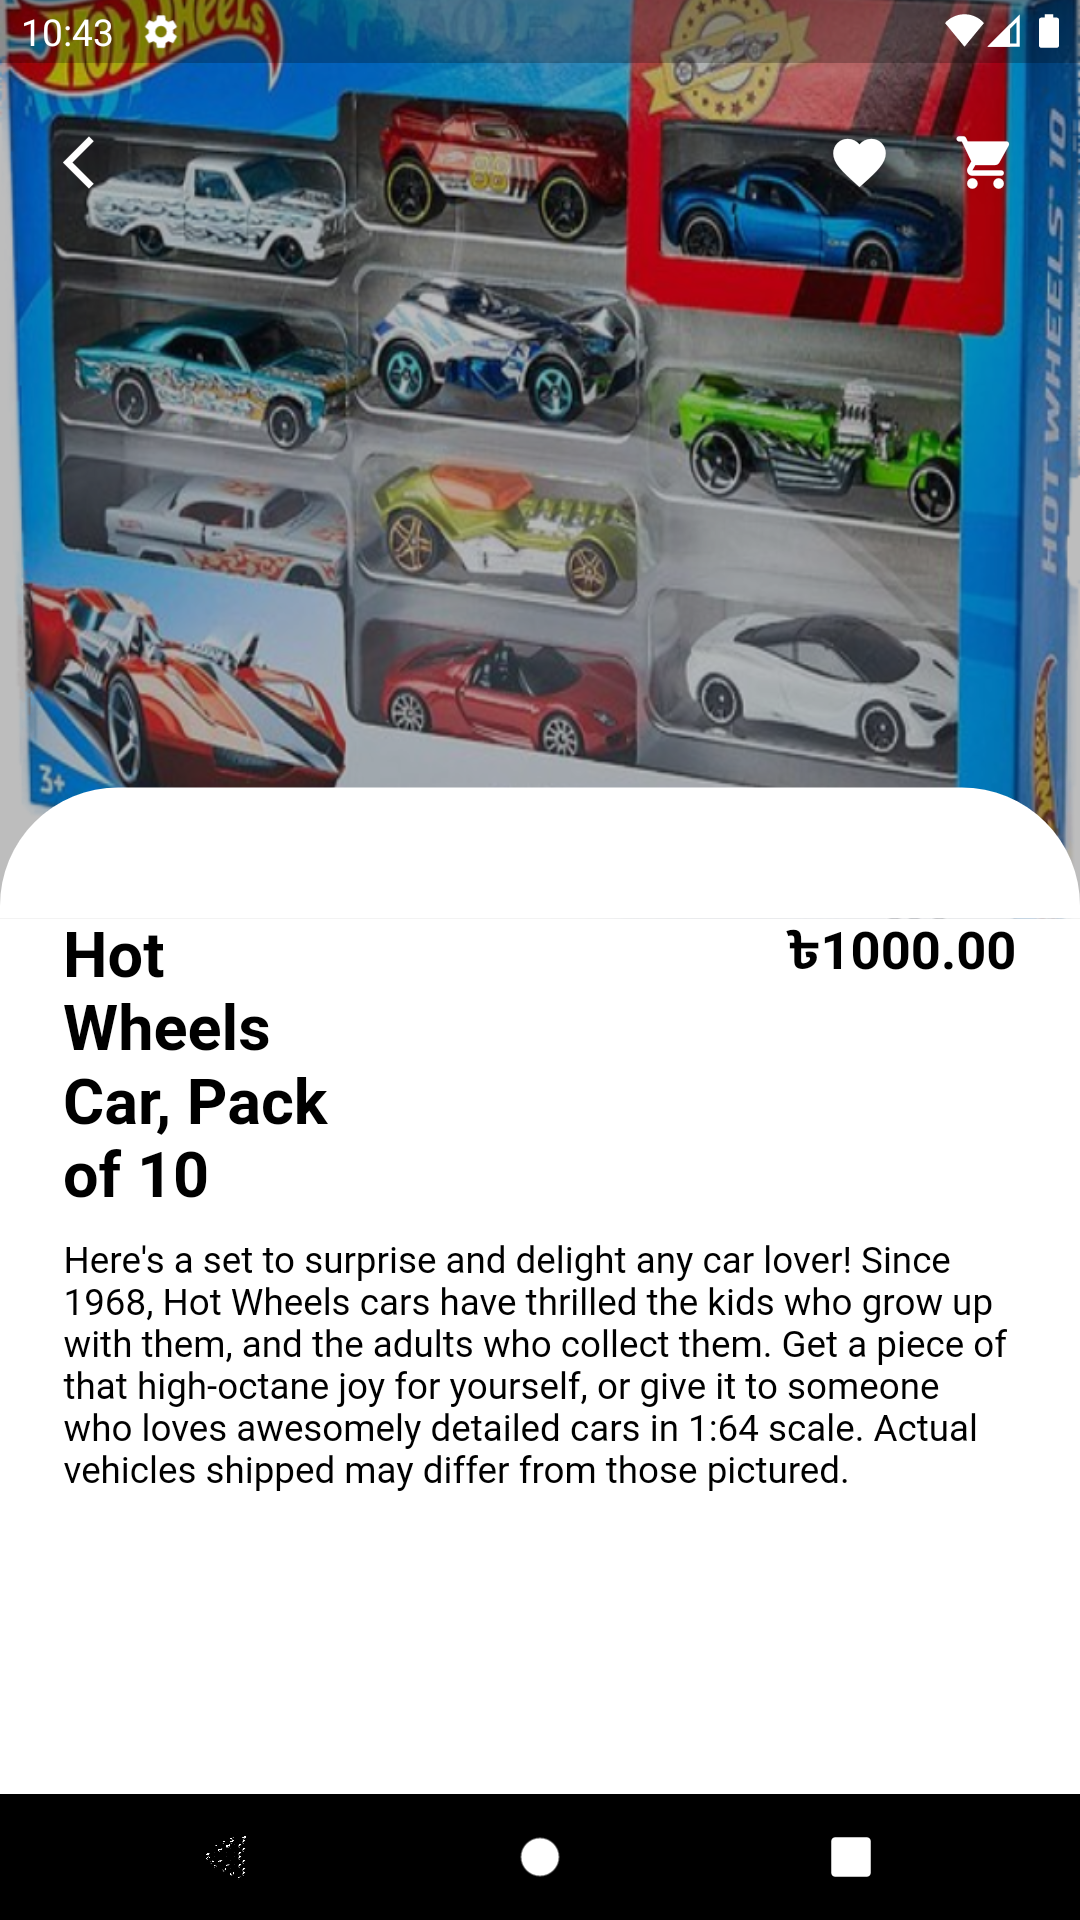 10:43
HOT WHEELS
HOT WHEELS 10
88
3+
Hot
Wheels
Car, Pack
of 10
৳1000.00
Here's a set to surprise and delight any car lover! Since
1968, Hot Wheels cars have thrilled the kids who grow up
with them, and the adults who collect them. Get a piece of
that high-octane joy for yourself, or give it to someone
who loves awesomely detailed cars in 1:64 scale. Actual
vehicles shipped may differ from those pictured.